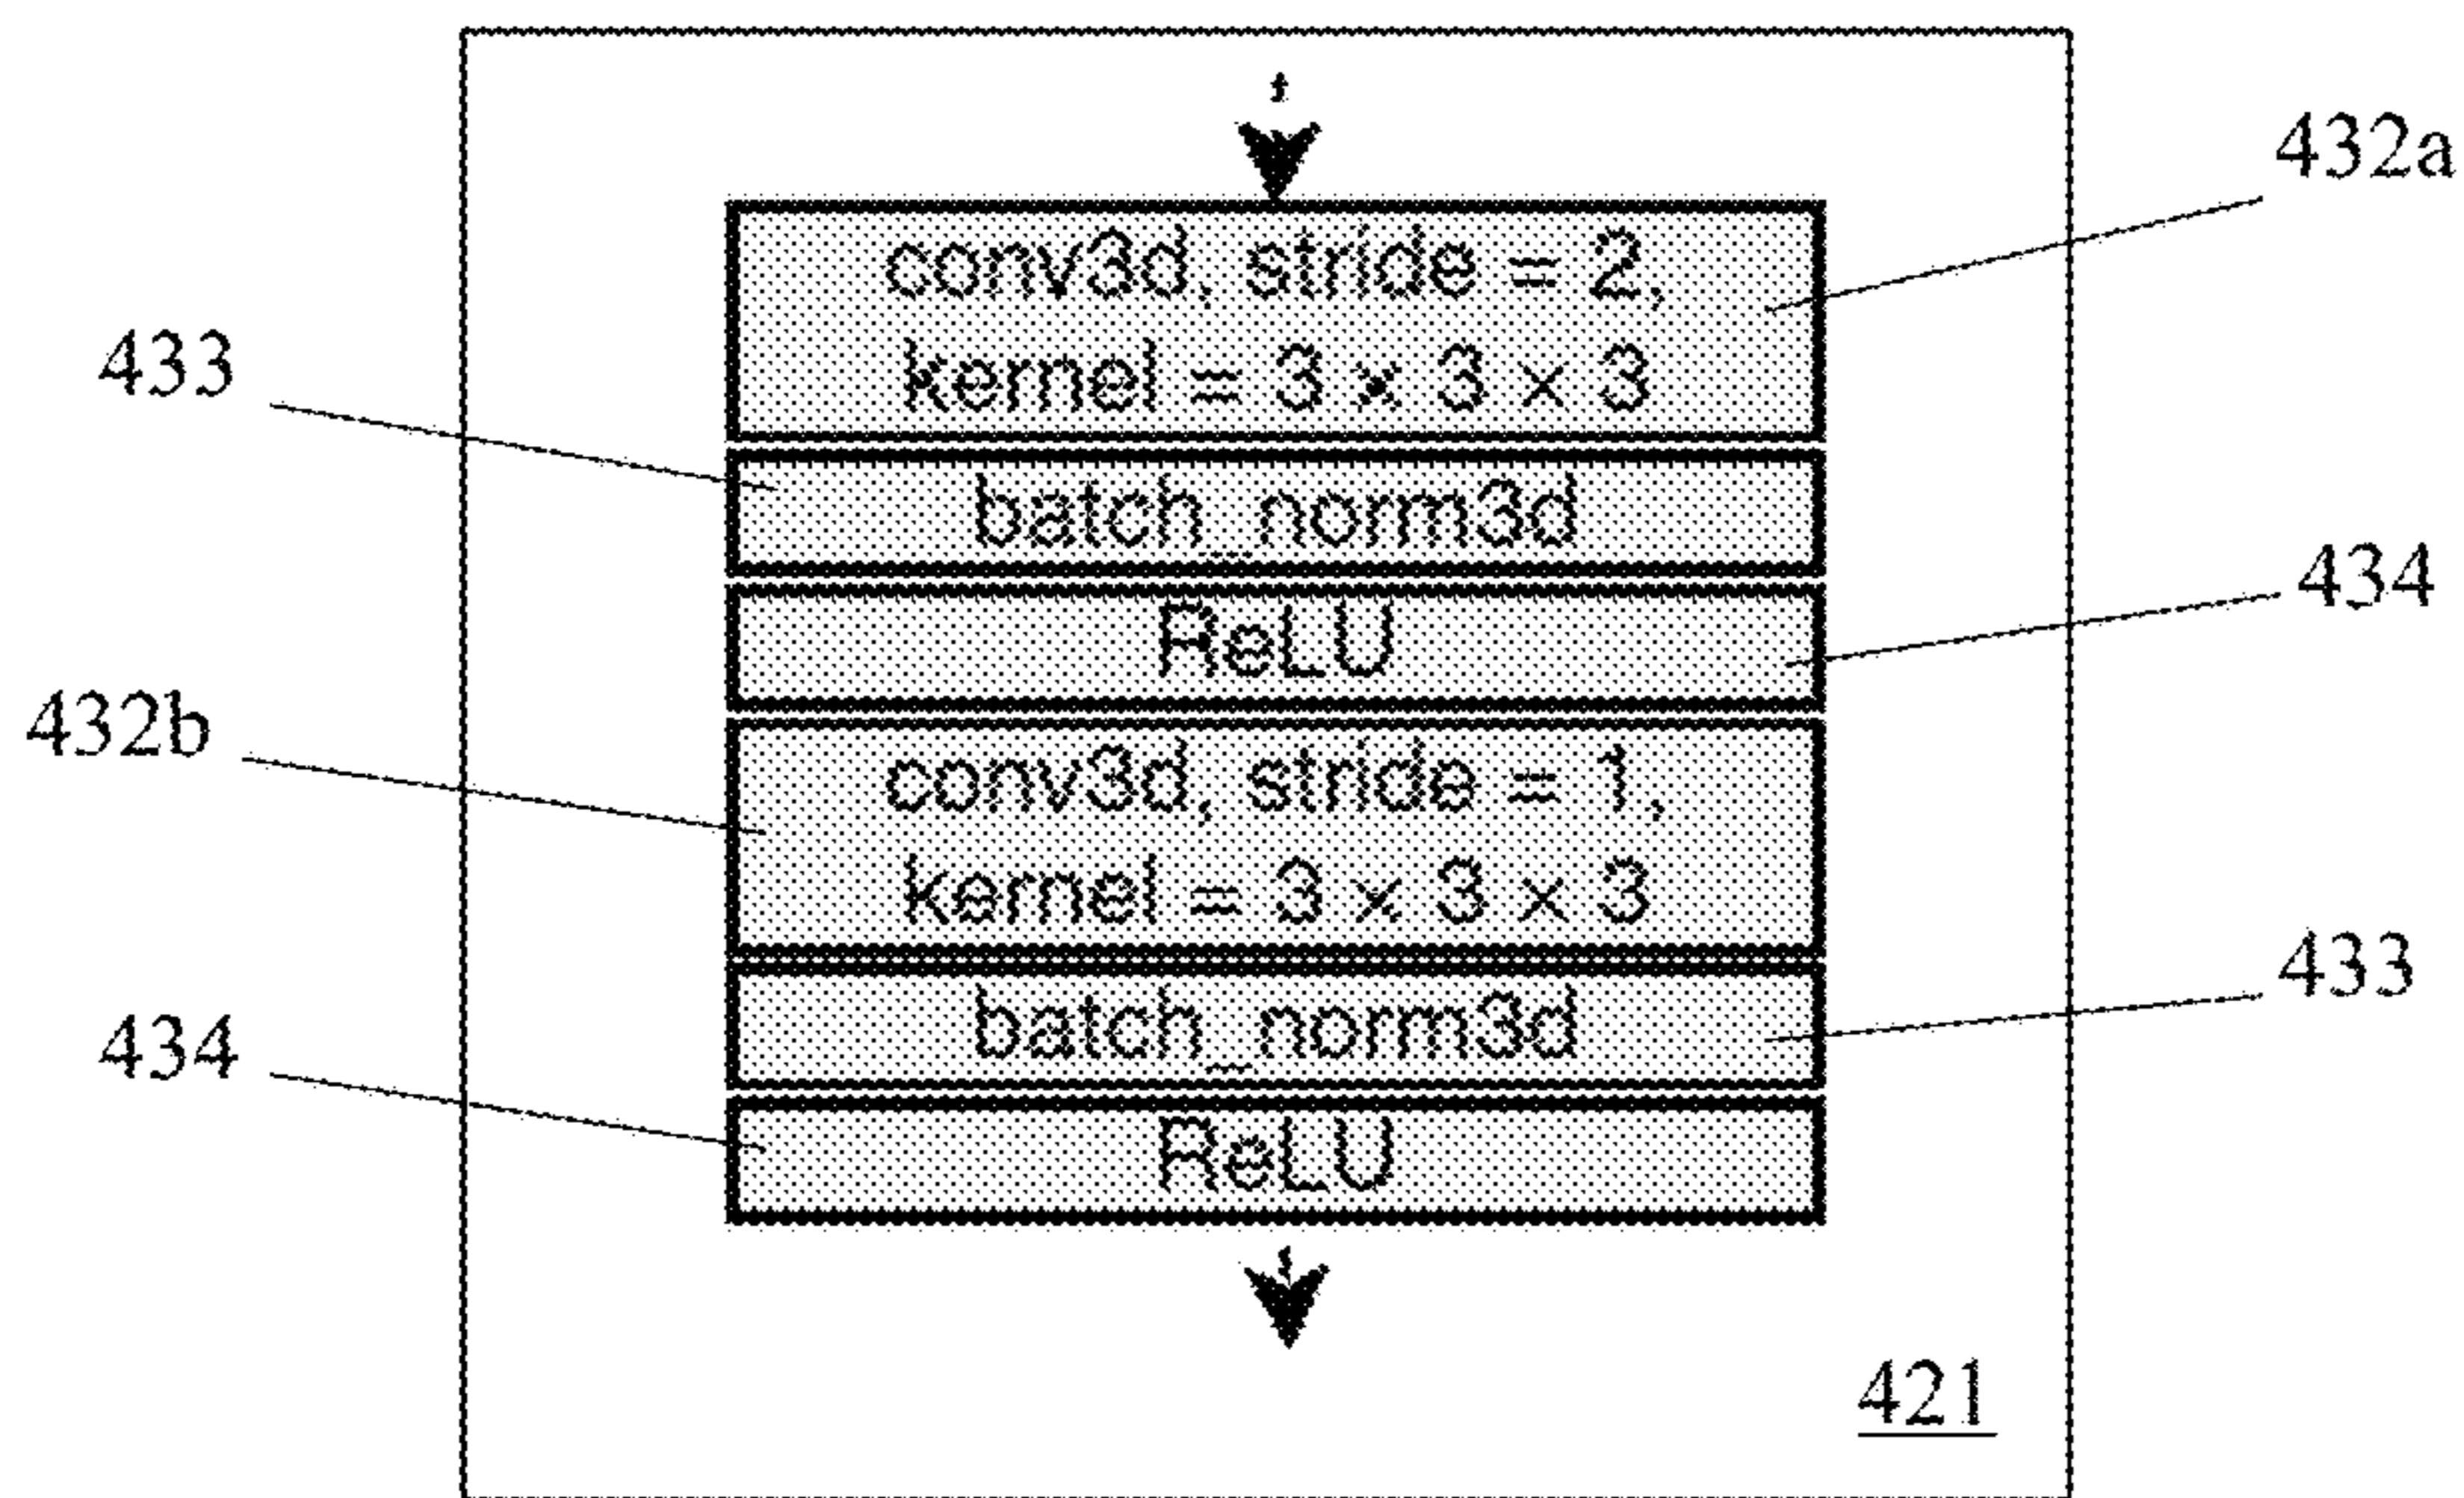 432a
conv3d, stride = 2,
kernel = 3 × 3 × 3
433
batch_norm3d
434
ReLU
432b
conv3d, stride = 1,
kernel = 3 × 3 × 3
433
batch_norm3d
434
ReLU
421